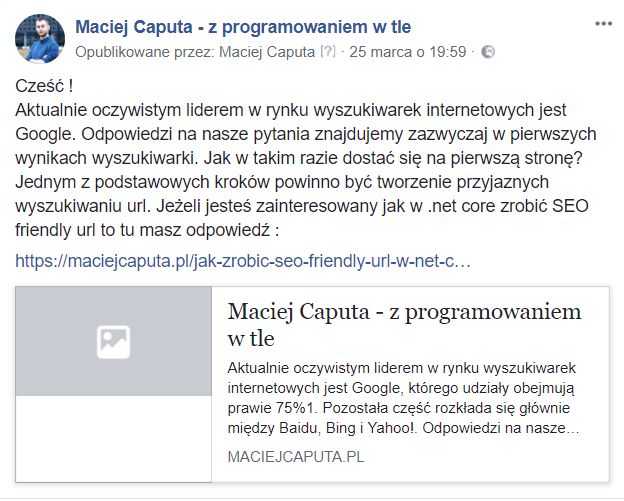 Maciej Caputa - z programowaniem w tle
Opublikowane przez: Maciej Caputa [?] · 25 marca o 19:59 ·
Cześć !
Aktualnie oczywistym liderem w rynku wyszukiwarek internetowych jest
Google. Odpowiedzi na nasze pytania znajdujemy zazwyczaj w pierwszych
wynikach wyszukiwarki. Jak w takim razie dostać się na pierwszą stronę?
Jednym z podstawowych kroków powinno być tworzenie przyjaznych
wyszukiwaniu url. Jeżeli jesteś zainteresowany jak w .net core zrobić SEO
friendly url to tu masz odpowiedź :
https://maciejcaputa.pl/jak-zrobic-seo-friendly-url-w-net-c…
Maciej Caputa - z programowaniem
w tle
Aktualnie oczywistym liderem w rynku wyszukiwarek
internetowych jest Google, którego udziały obejmują
prawie 75%1. Pozostała część rozkłada się głównie
między Baidu, Bing i Yahoo!. Odpowiedzi na nasze…
MACIEJCAPUTA.PL